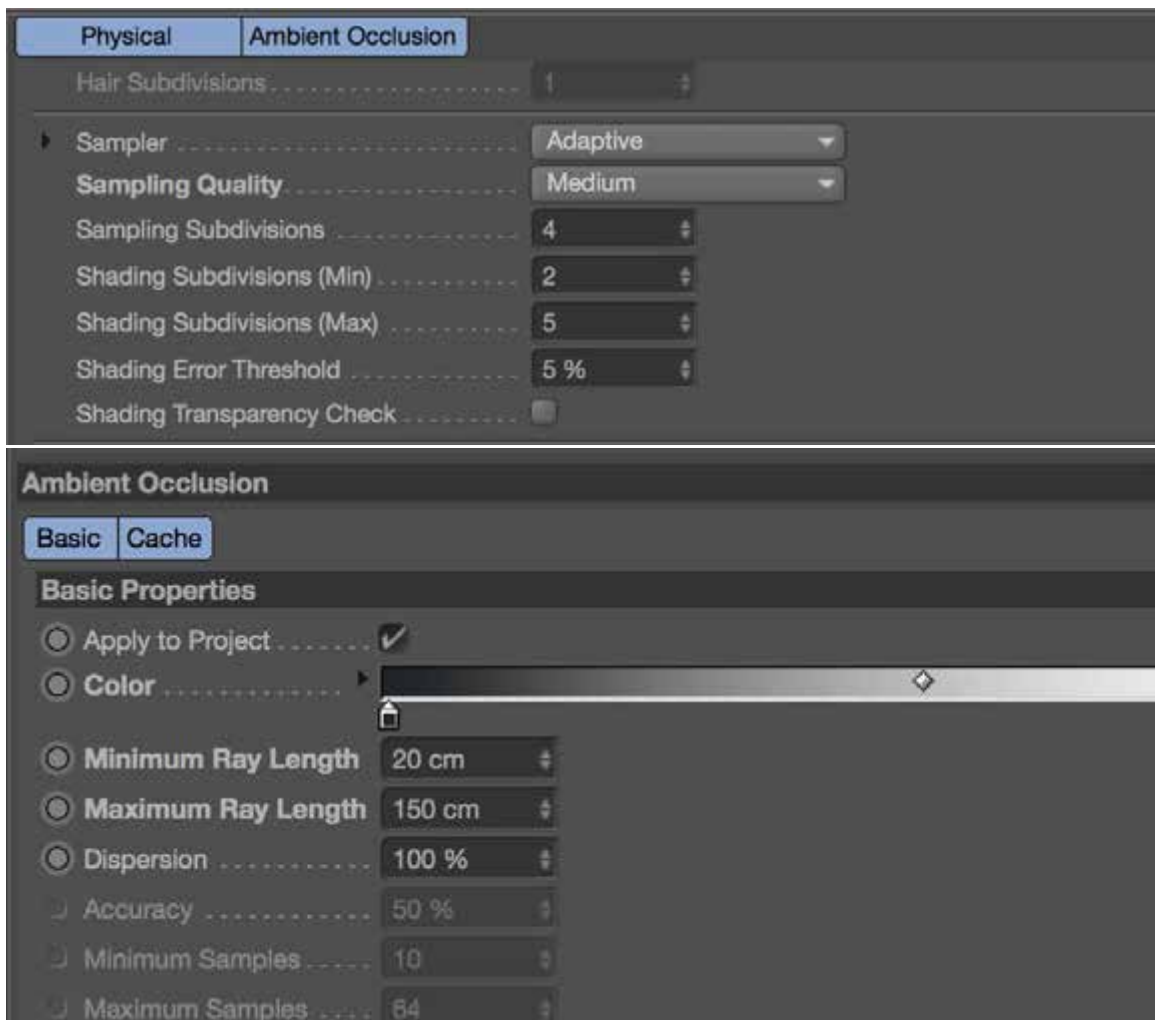 Physical Ambient Occlusion
Hair Subdivisions 1
Sampler Adaptive
Sampling Quality Medium
Sampling Subdivisions 4
Shading Subdivisions (Min) 2
Shading Subdivisions (Max) 5
Shading Error Threshold 5 %
Shading Transparency Check
Ambient Occlusion
Basic Cache
Basic Properties
Apply to Project
Color
Minimum Ray Length 20 cm
Maximum Ray Length 150 cm
Dispersion 100 %
Accuracy 50 %
Minimum Samples 10
Maximum Samples 64